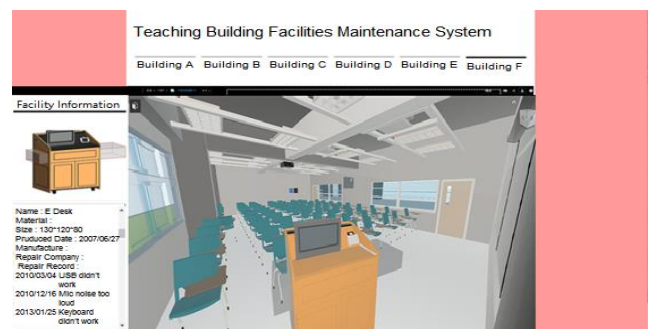 Teaching Building Facilities Maintenance System
Building A Building B Building C Building D Building E Building F
Facility Information
Name : E Desk
Material :
Size : 130*120*80
Pruduced Date : 2007/06/27
Manufacture :
Repair Company :
Repair Record :
2010/03/04 USB didn't
work
2010/12/16 Mic noise too
loud
2013/01/25 Keyboard
didn't work